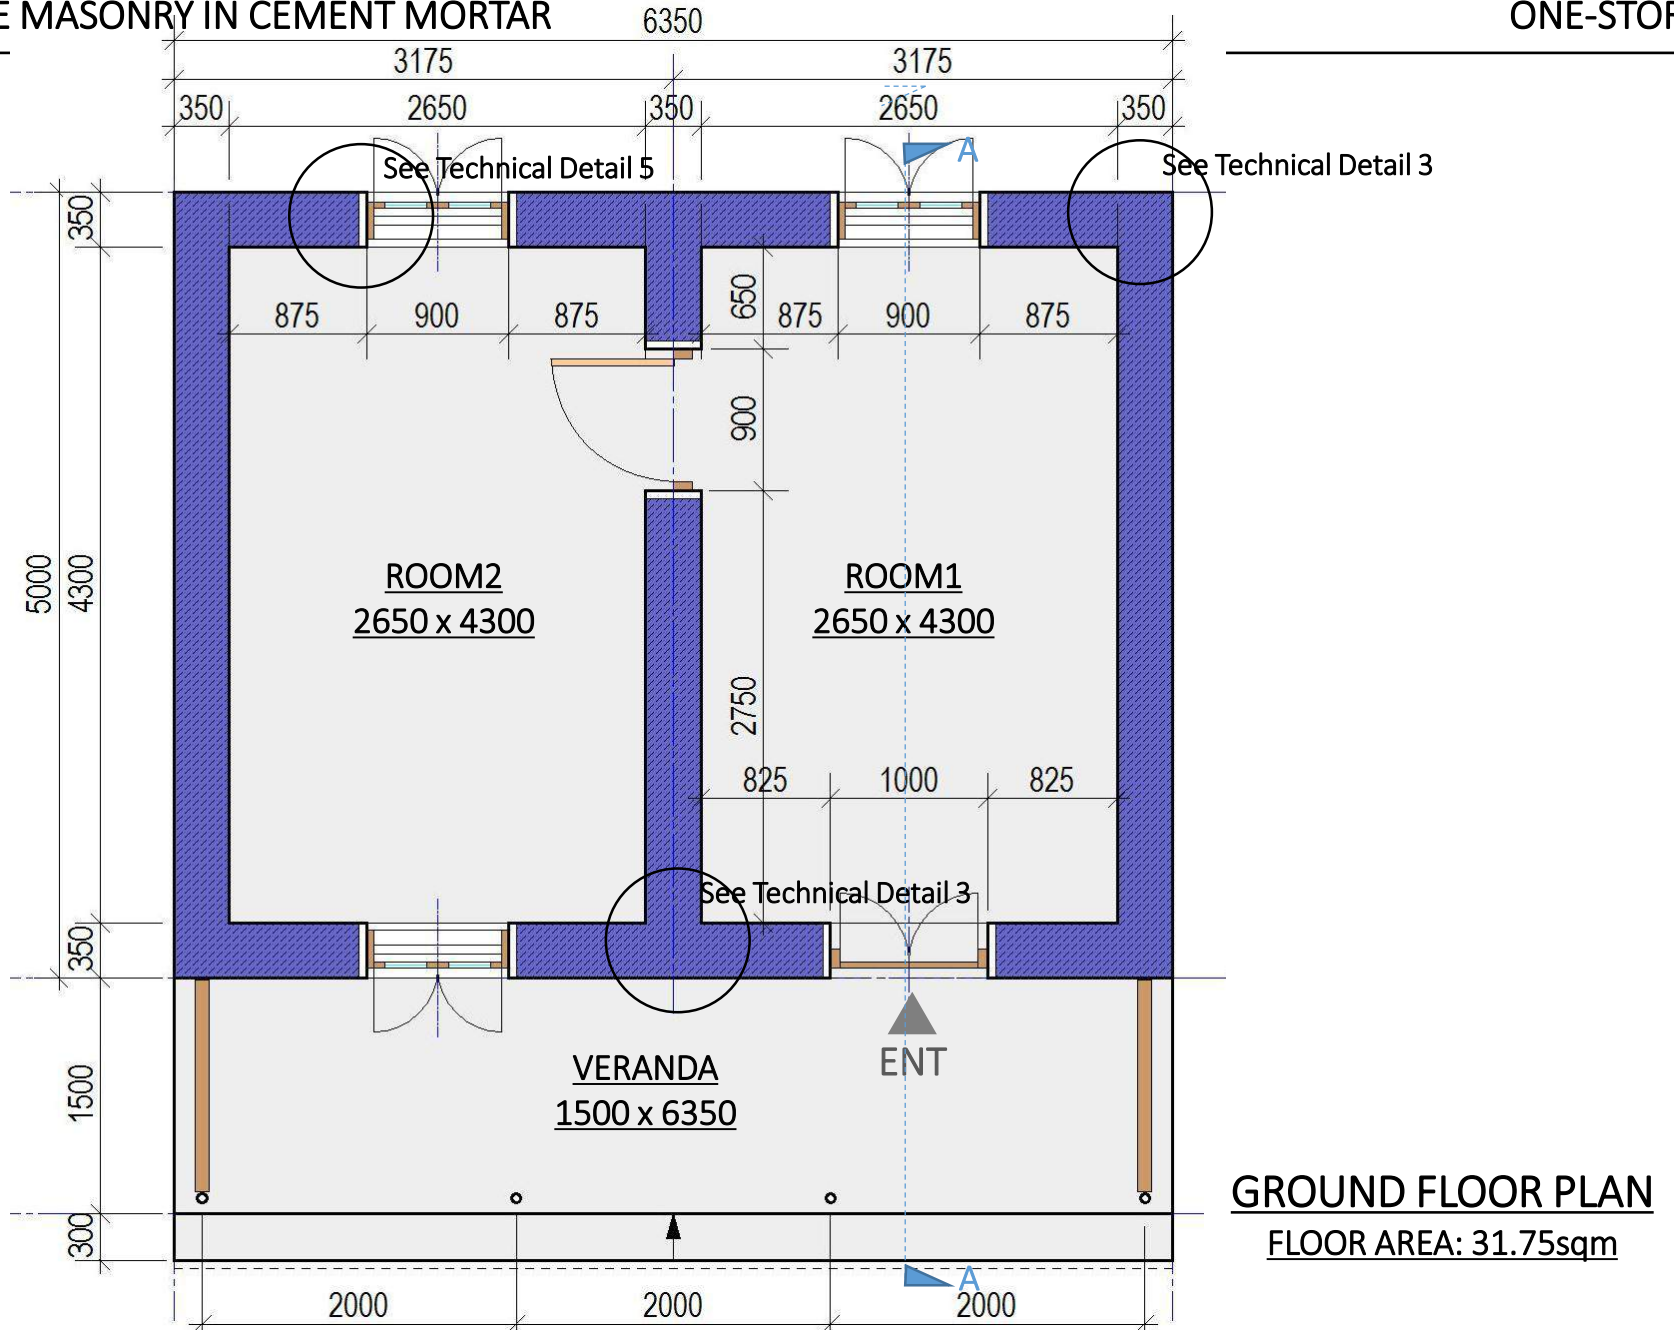 E MASONRY IN CEMENT MORTAR
ONE-STOR
6350
3175 3175
350 2650 350 2650 350
A
See Technical Detail 5
See Technical Detail 3
350
650
875 900 875
875 900 875
900
5000
4300
ROOM2
2650 x 4300
ROOM1
2650 x 4300
2750
825 1000 825
See Technical Detail 3
350
ENT
VERANDA
1500 x 6350
1500
GROUND FLOOR PLAN
FLOOR AREA: 31.75sqm
300
A
2000 2000 2000